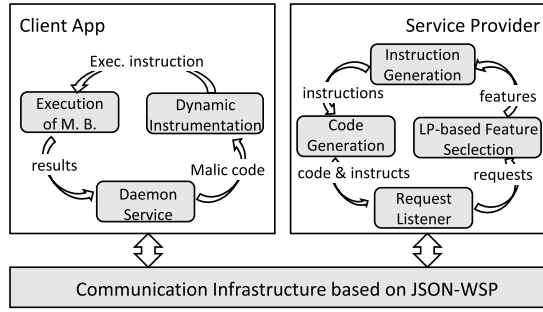 Client App
Exec. instruction
Execution
of M. B.
Dynamic
Instrumentation
results
Malic code
Daemon
Service
Service Provider
Instruction
Generation
instructions
features
Code
Generation
LP-based Feature
Seclection
code & instructs
requests
Request
Listener
Communication Infrastructure based on JSON-WSP